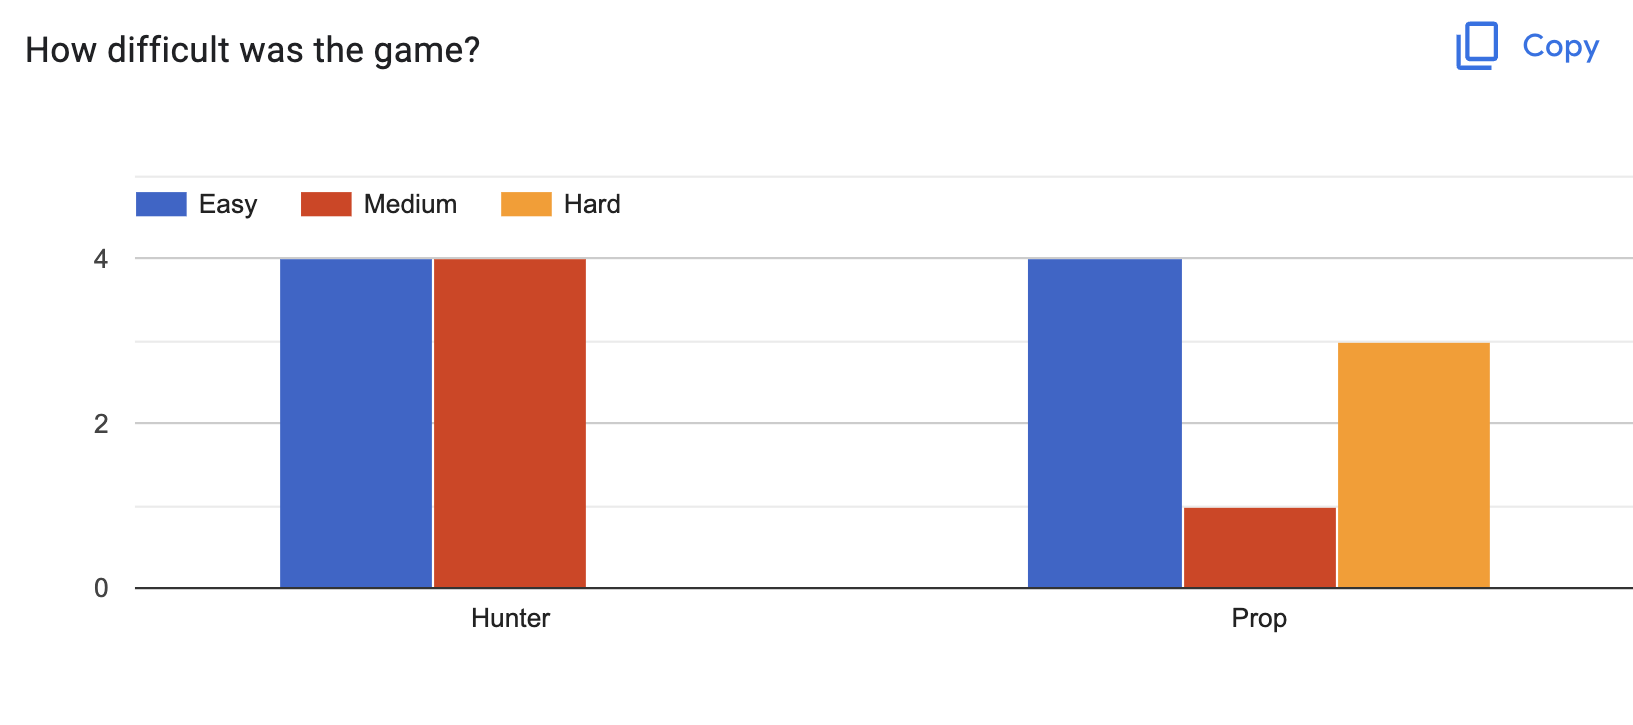 How difficult was the game?
Copy
Easy Medium Hard
4
2
0
Hunter Prop